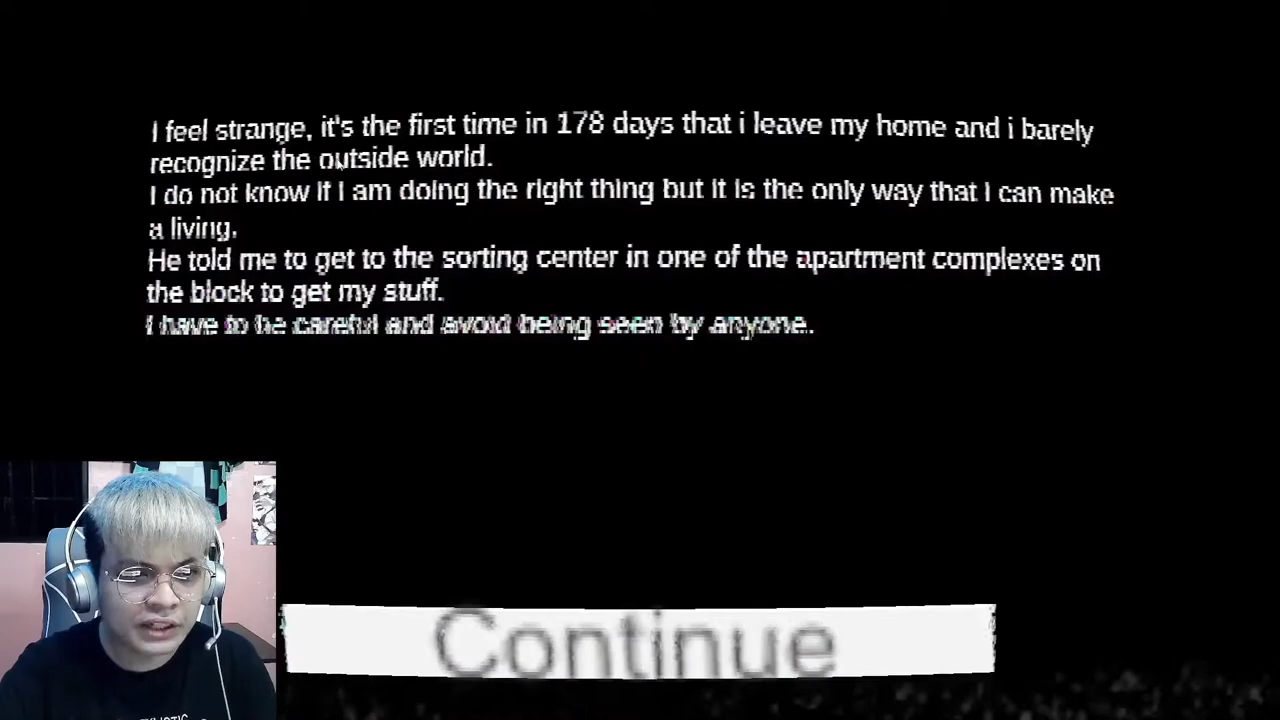 I feel strange, it's the first time in 178 days that i leave my home and i barely
recognize the outside world.
I do not know if I am doing the right thing but it is the only way that I can make
a living.
He told me to get to the sorting center in one of the apartment complexes on
the block to get my stuff.
I have to be careful and avoid being seen by anyone.
Continue